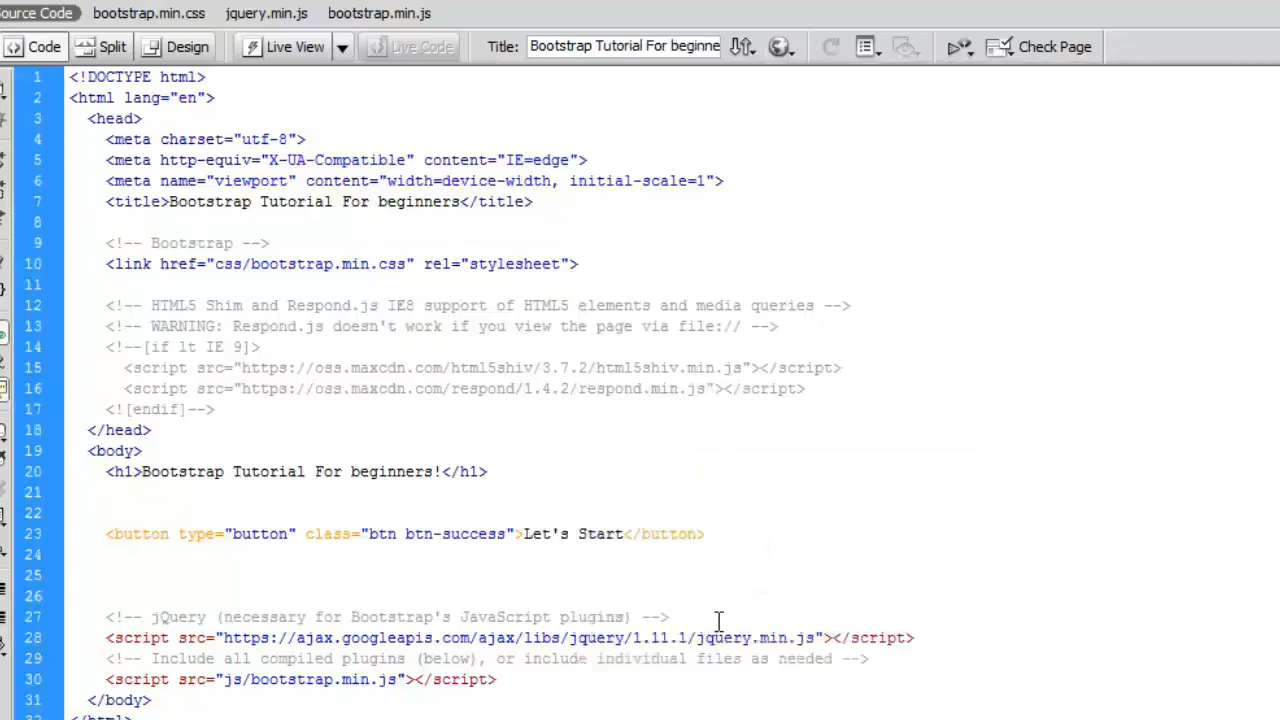 Source Code bootstrap.min.css jquery.min.js bootstrap.min.js
Code Split Design Live View Live Code Title: Bootstrap Tutorial For beginne Check Page
1 <!DOCTYPE html>
2 <html lang="en">
3 <head>
4 <meta charset="utf-8">
5 <meta http-equiv="X-UA-Compatible" content="IE=edge">
6 <meta name="viewport" content="width=device-width, initial-scale=1">
7 <title>Bootstrap Tutorial For beginners</title>
8
9 <!-- Bootstrap -->
10 <link href="css/bootstrap.min.css" rel="stylesheet">
11
12 <!-- HTML5 Shim and Respond.js IE8 support of HTML5 elements and media queries -->
13 <!-- WARNING: Respond.js doesn't work if you view the page via file:// -->
14 <!--[if lt IE 9]>
15 <script src="https://oss.maxcdn.com/html5shiv/3.7.2/html5shiv.min.js"></script>
16 <script src="https://oss.maxcdn.com/respond/1.4.2/respond.min.js"></script>
17 <![endif]-->
18 </head>
19 <body>
20 <h1>Bootstrap Tutorial For beginners!</h1>
21
22
23 <button type="button" class="btn btn-success">Let's Start</button>
24
25
26
27 <!-- jQuery (necessary for Bootstrap's JavaScript plugins) -->
28 <script src="https://ajax.googleapis.com/ajax/libs/jquery/1.11.1/jquery.min.js"></script>
29 <!-- Include all compiled plugins (below), or include individual files as needed -->
30 <script src="js/bootstrap.min.js"></script>
31 </body>
32 </html>